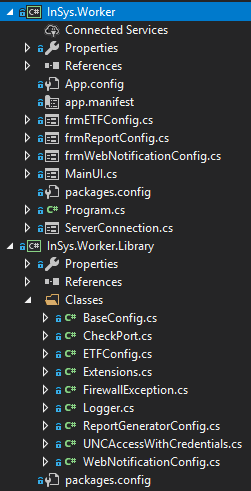 InSys.Worker
Connected Services
Properties
References
App.config
app.manifest
frmETFConfig.cs
frmReportConfig.cs
frmWebNotificationConfig.cs
MainUI.cs
packages.config
C# Program.cs
ServerConnection.cs
C# InSys.Worker.Library
Properties
References
Classes
C# BaseConfig.cs
C# CheckPort.cs
C# ETFConfig.cs
C# Extensions.cs
C# FirewallException.cs
C# Logger.cs
C# ReportGeneratorConfig.cs
C# UNCAccessWithCredentials.cs
C# WebNotificationConfig.cs
packages.config